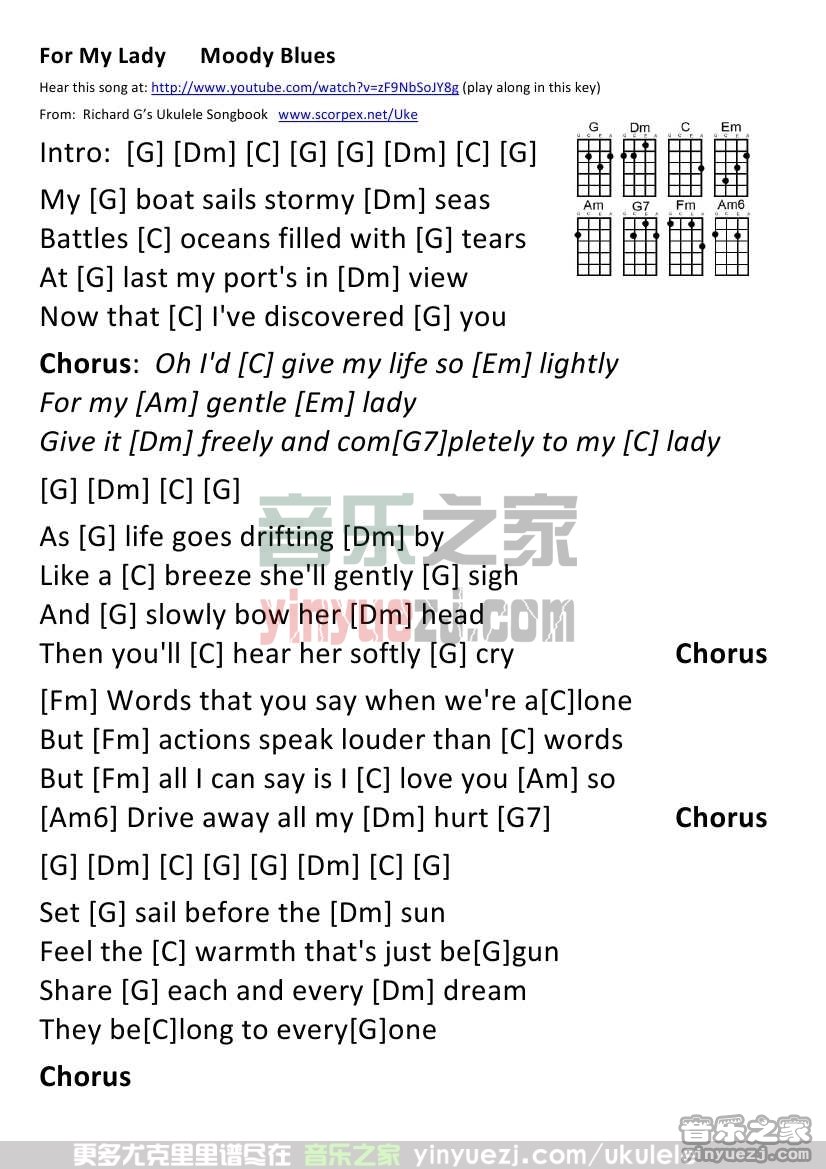 For My Lady Moody Blues
Hear this song at: http://www.youtube.com/watch?v=zF9NbSoJY8g (play along in this key)
From: Richard G's Ukulele Songbook www.scorpex.net/Uke
G Dm C Em
G C E A G C E A G C E A G C E A
Am G7 Fm Am6
G C E A G C E A G C E A G C E A
Intro: [G] [Dm] [C] [G] [G] [Dm] [C] [G]
My [G] boat sails stormy [Dm] seas
Battles [C] oceans filled with [G] tears
At [G] last my port's in [Dm] view
Now that [C] I've discovered [G] you
Chorus: Oh I'd [C] give my life so [Em] lightly
For my [Am] gentle [Em] lady
Give it [Dm] freely and com[G7]pletely to my [C] lady
[G] [Dm] [C] [G]
音乐之家
As [G] life goes drifting [Dm] by
Like a [C] breeze she'll gently [G] sigh
yinyuezj.com
And [G] slowly bow her [Dm] head
Then you'll [C] hear her softly [G] cry Chorus
[Fm] Words that you say when we're a[C]lone
But [Fm] actions speak louder than [C] words
But [Fm] all I can say is I [C] love you [Am] so
[Am6] Drive away all my [Dm] hurt [G7] Chorus
[G] [Dm] [C] [G] [G] [Dm] [C] [G]
Set [G] sail before the [Dm] sun
Feel the [C] warmth that's just be[G]gun
Share [G] each and every [Dm] dream
They be[C]long to every[G]one
Chorus
更多尤克里里谱尽在 音乐之家 yinyuezj.com/ukulele
音乐之家
yinyuezj.com